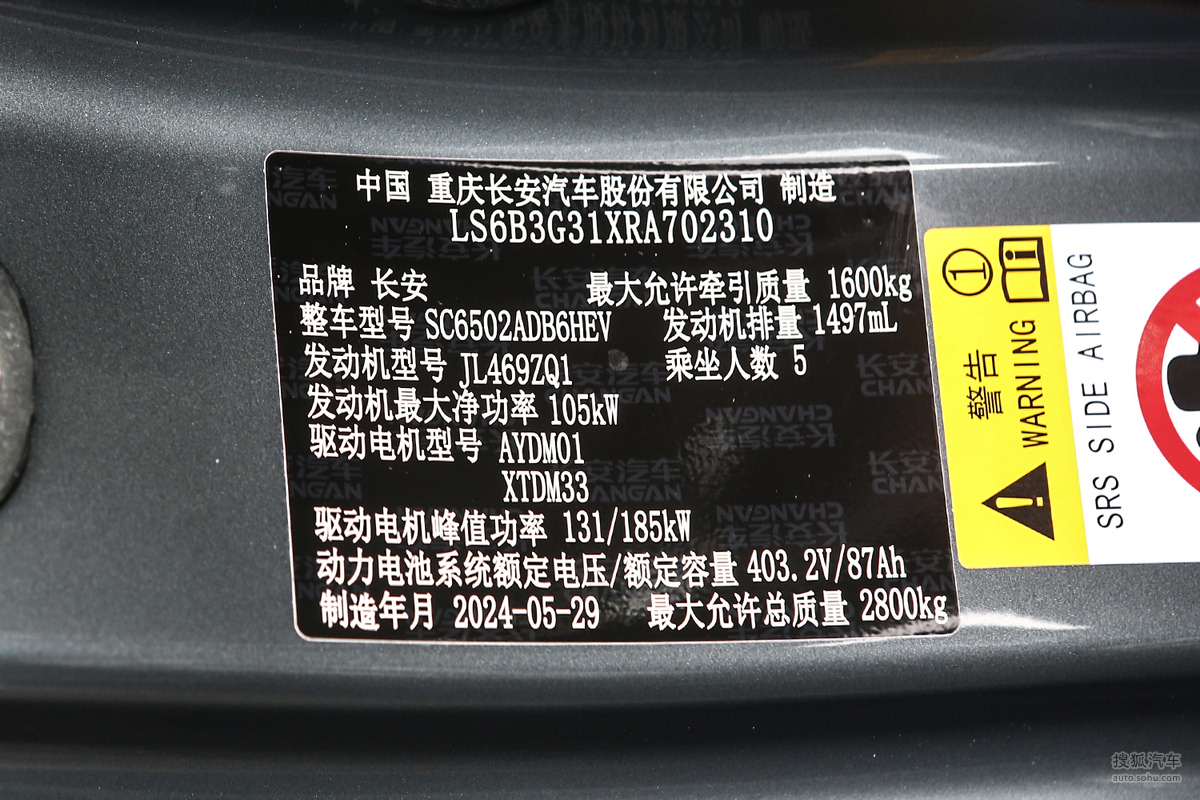 中国 重庆长安汽车股份有限公司 制造
LS6B3G31XRA702310
品牌 长安 最大允许牵引质量 1600kg
整车型号 SC6502ADB6HEV 发动机排量 1497mL
发动机型号 JL469ZQ1 乘坐人数 5
发动机最大净功率 105kW
驱动电机型号 AYDM01
XTDM33
驱动电机峰值功率 131/185kW
动力电池系统额定电压/额定容量 403.2V/87Ah
制造年月 2024-05-29 最大允许总质量 2800kg
① i
警告
WARNING
SRS SIDE AIRBAG
搜狐汽车
auto.sohu.com